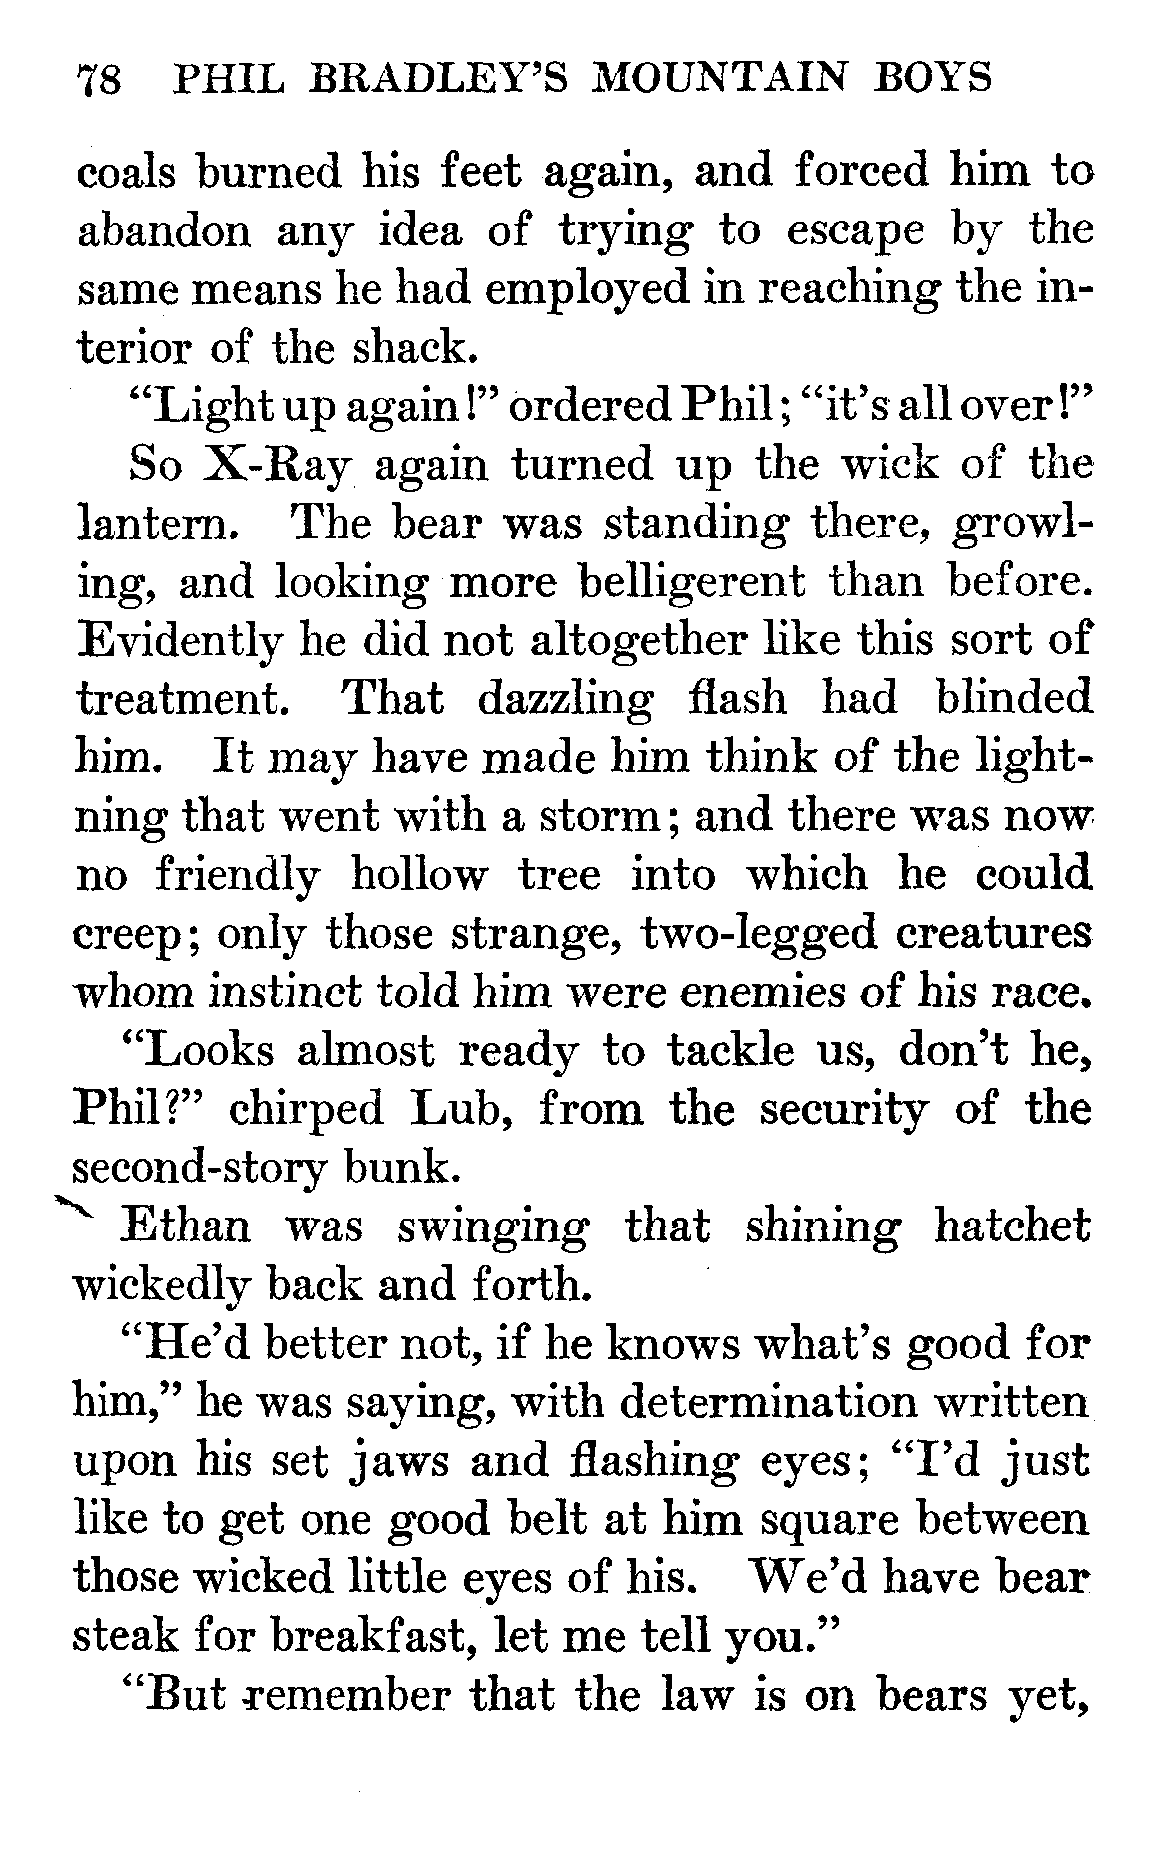 78 PHIL BRADLEY'S MOUNTAIN BOYS
coals burned his feet again, and forced him to
abandon any idea of trying to escape by the
same means he had employed in reaching the in-
terior of the shack.
“Light up again!” ordered Phil; “it's all over!”
So X-Ray again turned up the wick of the
lantern. The bear was standing there, growl-
ing, and looking more belligerent than before.
Evidently he did not altogether like this sort of
treatment. That dazzling flash had blinded
him. It may have made him think of the light-
ning that went with a storm; and there was now
no friendly hollow tree into which he could
creep; only those strange, two-legged creatures
whom instinct told him were enemies of his race.
“Looks almost ready to tackle us, don't he,
Phil?” chirped Lub, from the security of the
second-story bunk.
Ethan was swinging that shining hatchet
wickedly back and forth.
“He'd better not, if he knows what's good for
him,” he was saying, with determination written
upon his set jaws and flashing eyes; “I'd just
like to get one good belt at him square between
those wicked little eyes of his. We'd have bear
steak for breakfast, let me tell you.”
“But remember that the law is on bears yet,